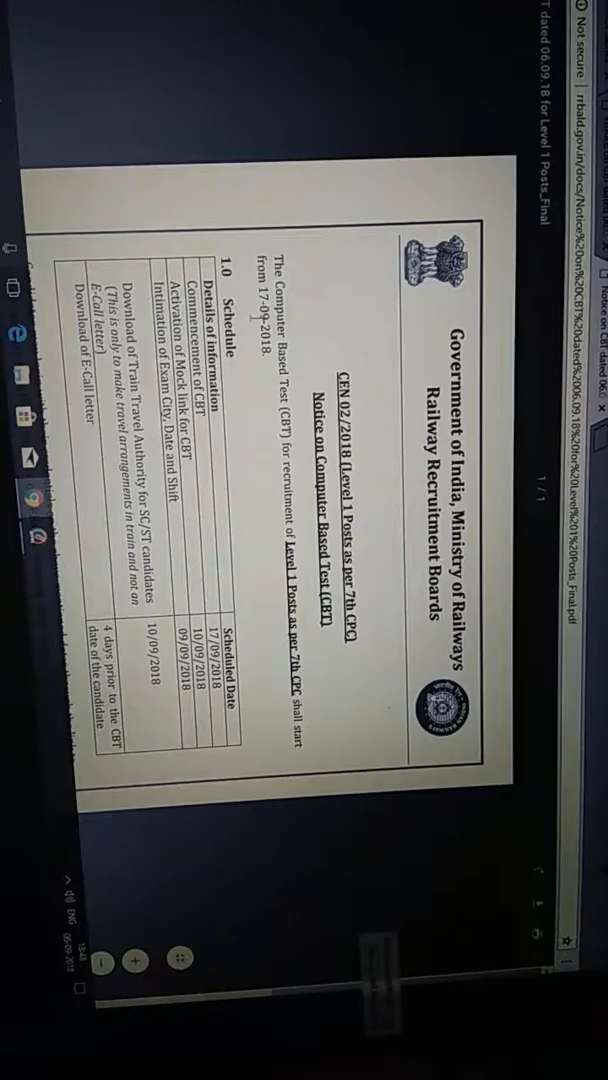 Notice on CBT dated 06.0
Not secure | rrbald.gov.in/docs/Notice%20on%20CBT%20dated%2006.09.18%20for%20Level%201%20Posts_Final.pdf
T dated 06.09.18 for Level 1 Posts_Final
1 / 1
Government of India, Ministry of Railways
Railway Recruitment Boards
CEN 02/2018 (Level 1 Posts as per 7th CPC)
Notice on Computer Based Test (CBT)
The Computer Based Test (CBT) for recruitment of Level 1 Posts as per 7th CPC shall start
from 17-09-2018.
1.0 Schedule
Details of information Scheduled Date
Commencement of CBT 17/09/2018
Activation of Mock link for CBT 10/09/2018
Intimation of Exam City, Date and Shift 09/09/2018
Download of Train Travel Authority for SC/ST candidates 10/09/2018
(This is only to make travel arrangements in train and not an
E-Call letter)
Download of E-Call letter 4 days prior to the CBT
date of the candidate
ENG
18:45
06-09-2018